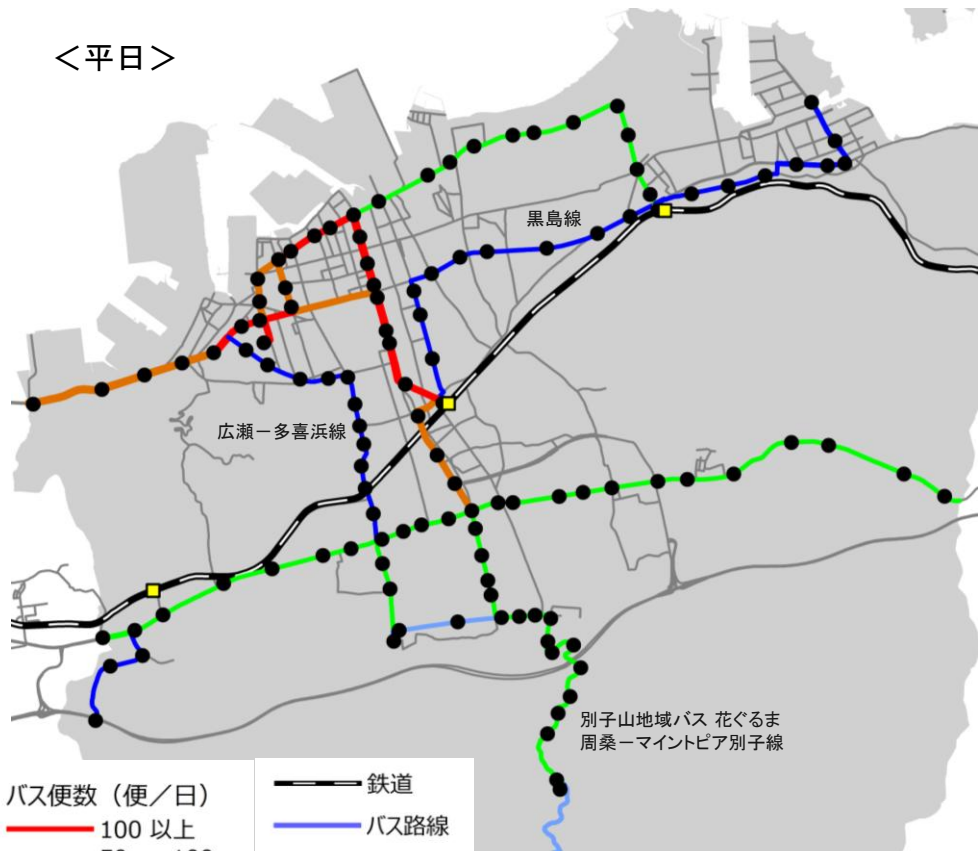 ＜平日＞
黒島線
広瀬－多喜浜線
別子山地域バス 花ぐるま
周桑－マイントピア別子線
バス便数（便／日）
100 以上
鉄道
バス路線